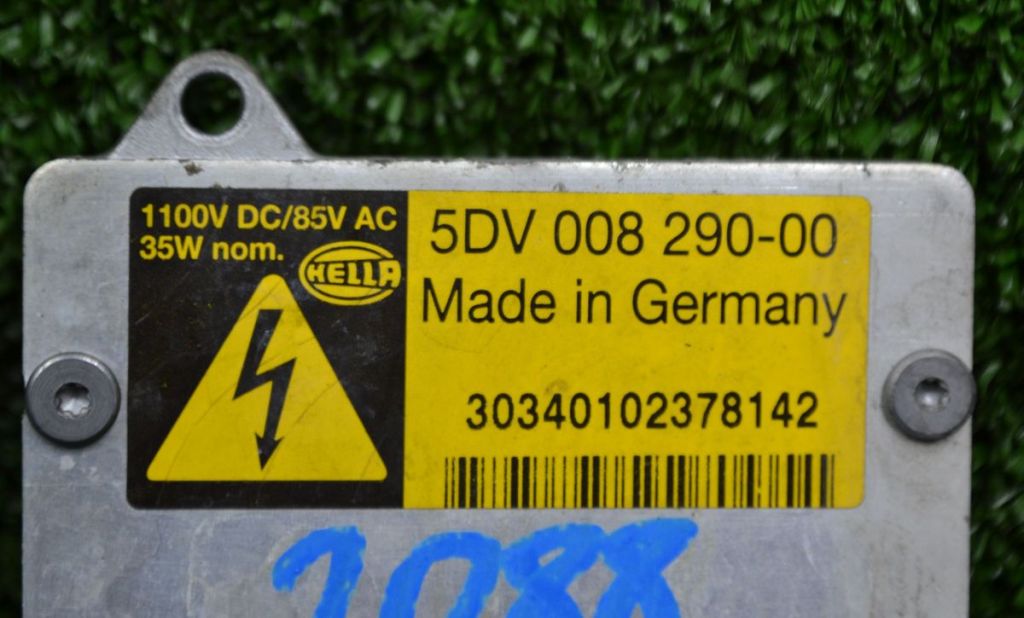 1100V DC/85V AC
35W nom.
HELLA
5DV 008 290-00
Made in Germany
30340102378142